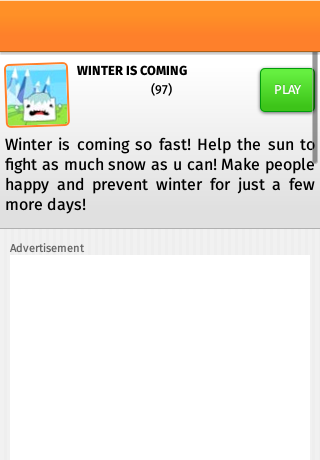 WINTER IS COMING
(97)
PLAY
Winter is coming so fast! Help the sun to
fight as much snow as u can! Make people
happy and prevent winter for just a few
more days!
Advertisement